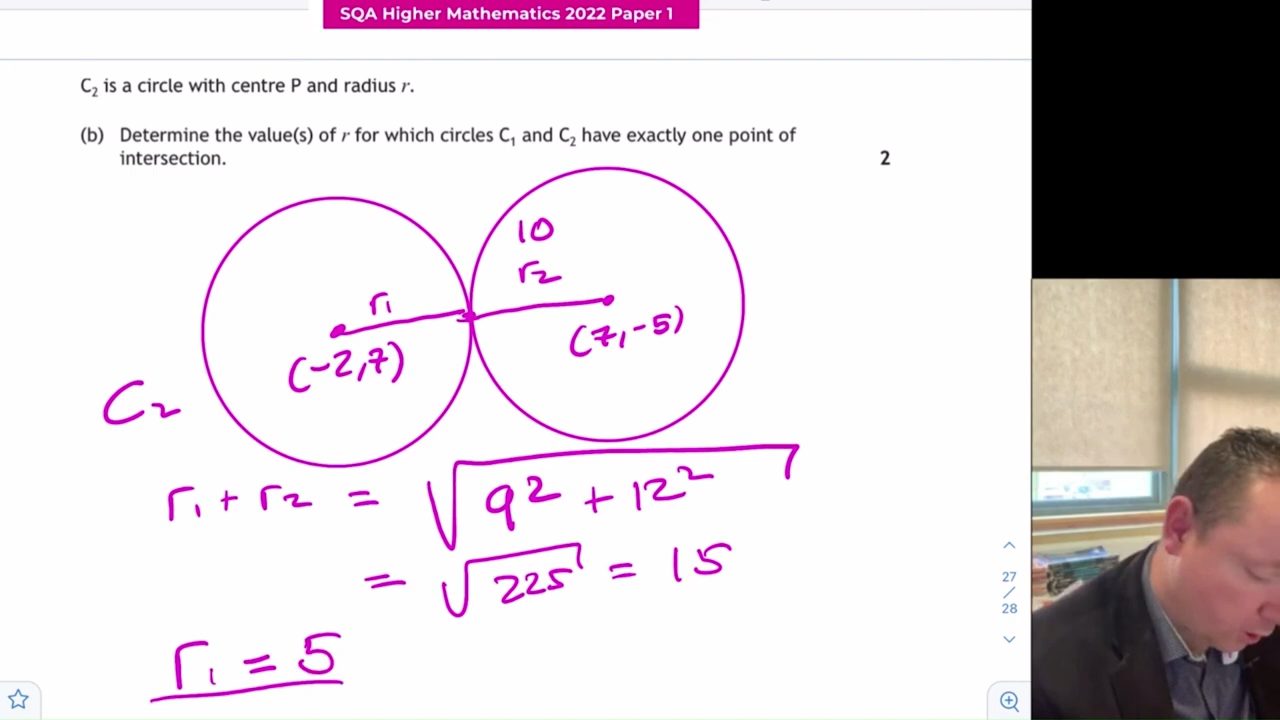 SQA Higher Mathematics 2022 Paper 1
C₂ is a circle with centre P and radius r.
(b) Determine the value(s) of r for which circles C₁ and C₂ have exactly one point of
intersection.
2
10
r₂
r₁
(7,-5)
(-2,7)
C₂
r₁ + r₂ = √(9² + 12²)
= √225 = 15
r₁ = 5
27
/
28